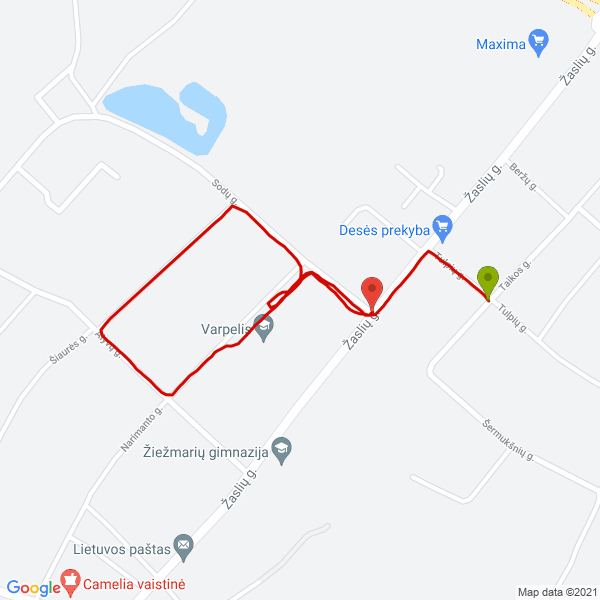 Maxima
Žaslių g.
Beržų g.
Žaslių g.
Sodų g.
Desės prekyba
Tulpių g.
Taikos g.
Tulpių g.
Varpelis
Žaslių g.
Šiaurės g.
Narimanto g.
Šermukšnių g.
Žiežmarių gimnazija
Žaslių g.
Lietuvos paštas
Google
Camelia vaistinė
Map data ©2021